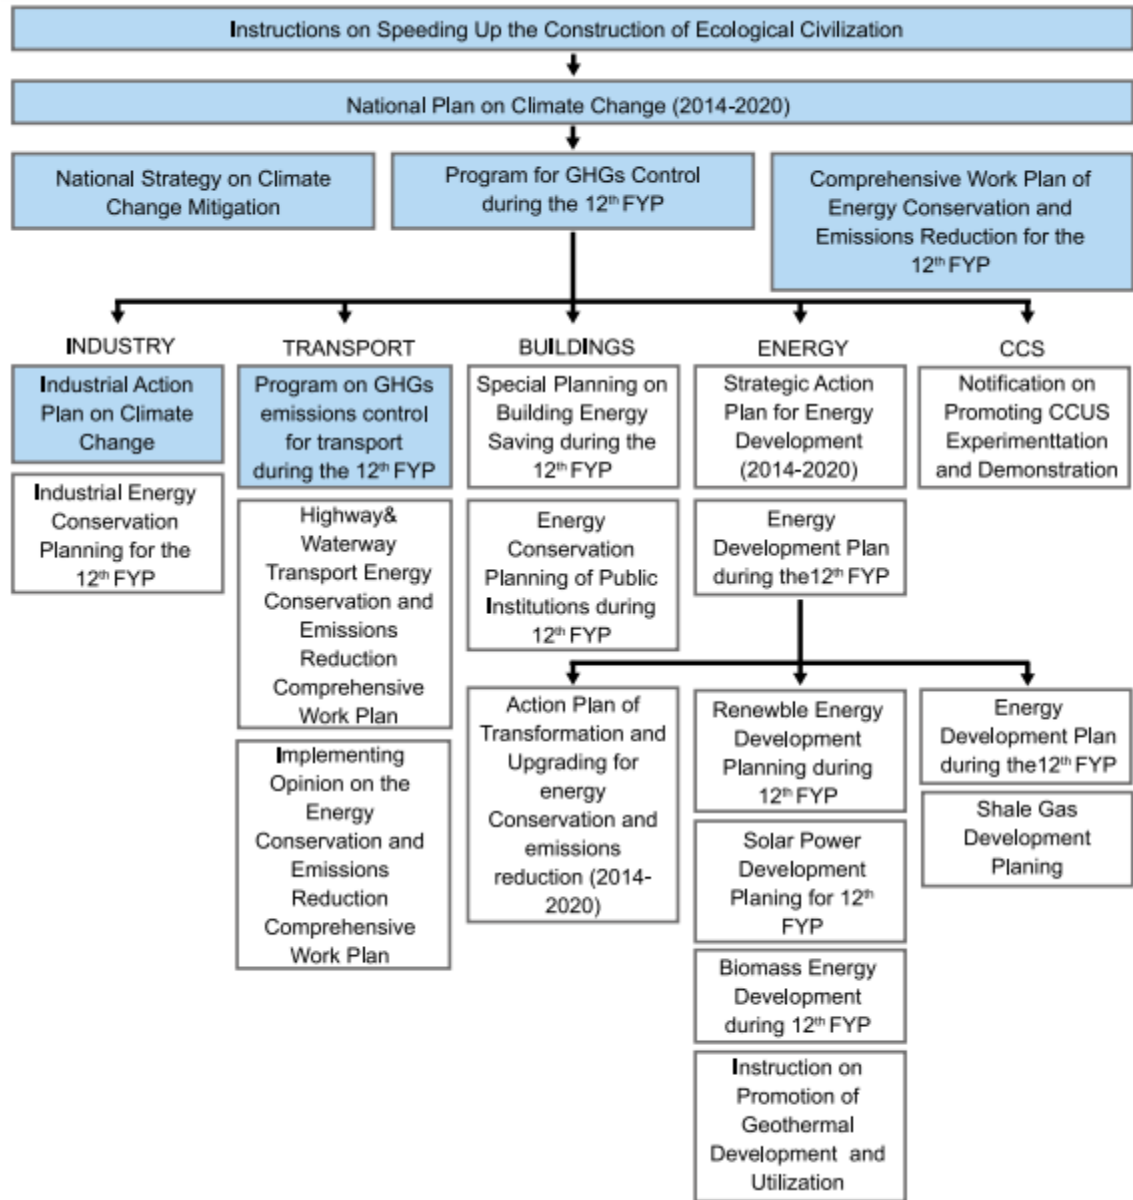 Instructions on Speeding Up the Construction of Ecological Civilization
National Plan on Climate Change (2014-2020)
National Strategy on Climate
Change Mitigation
Program for GHGs Control
during the 12th FYP
Comprehensive Work Plan of
Energy Conservation and
Emissions Reduction for the
12th FYP
INDUSTRY
Industrial Action
Plan on Climate
Change
Industrial Energy
Conservation
Planning for the
12th FYP
TRANSPORT
Program on GHGs
emissions control
for transport
during the 12th FYP
Highway&
Waterway
Transport Energy
Conservation and
Emissions
Reduction
Comprehensive
Work Plan
Implementing
Opinion on the
Energy
Conservation and
Emissions
Reduction
Comprehensive
Work Plan
BUILDINGS
Special Planning on
Building Energy
Saving during the
12th FYP
Energy
Conservation
Planning of Public
Institutions during
12th FYP
ENERGY
Strategic Action
Plan for Energy
Development
(2014-2020)
Energy
Development Plan
during the12th FYP
CCS
Notification on
Promoting CCUS
Experimenttation
and Demonstration
Action Plan of
Transformation and
Upgrading for
energy
Conservation and
emissions
reduction (2014-
2020)
Renewble Energy
Development
Planning during
12th FYP
Solar Power
Development
Planing for 12th
FYP
Biomass Energy
Development
during 12th FYP
Instruction on
Promotion of
Geothermal
Development and
Utilization
Energy
Development Plan
during the12th FYP
Shale Gas
Development
Planing